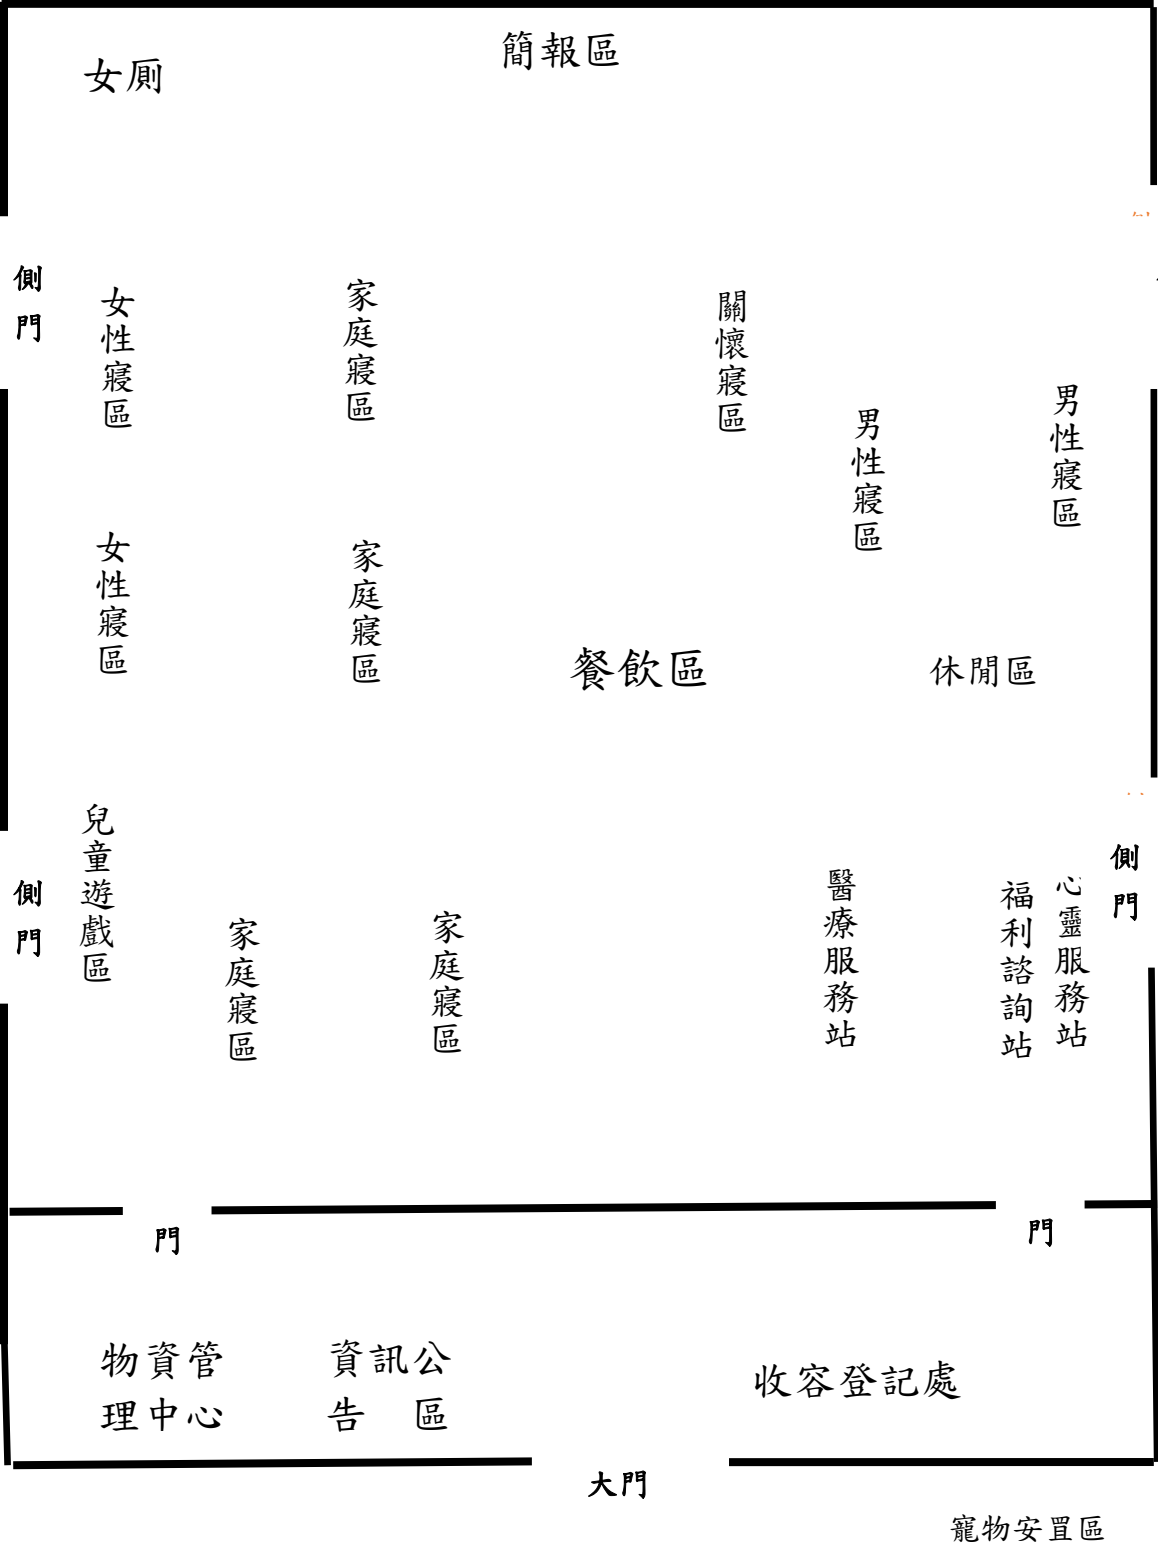 簡報區
女厕
側門
女性寢區
家庭寢區
關懷寢區
男性寢區
男性寢區
女性寢區
家庭寢區
餐飲區
休閒區
兒童遊戲區
側門
家庭寢區
家庭寢區
醫療服務站
福利諮詢站
心靈服務站
側門
門
門
物資管
理中心
資訊公
告 區
收容登記處
大門
寵物安置區